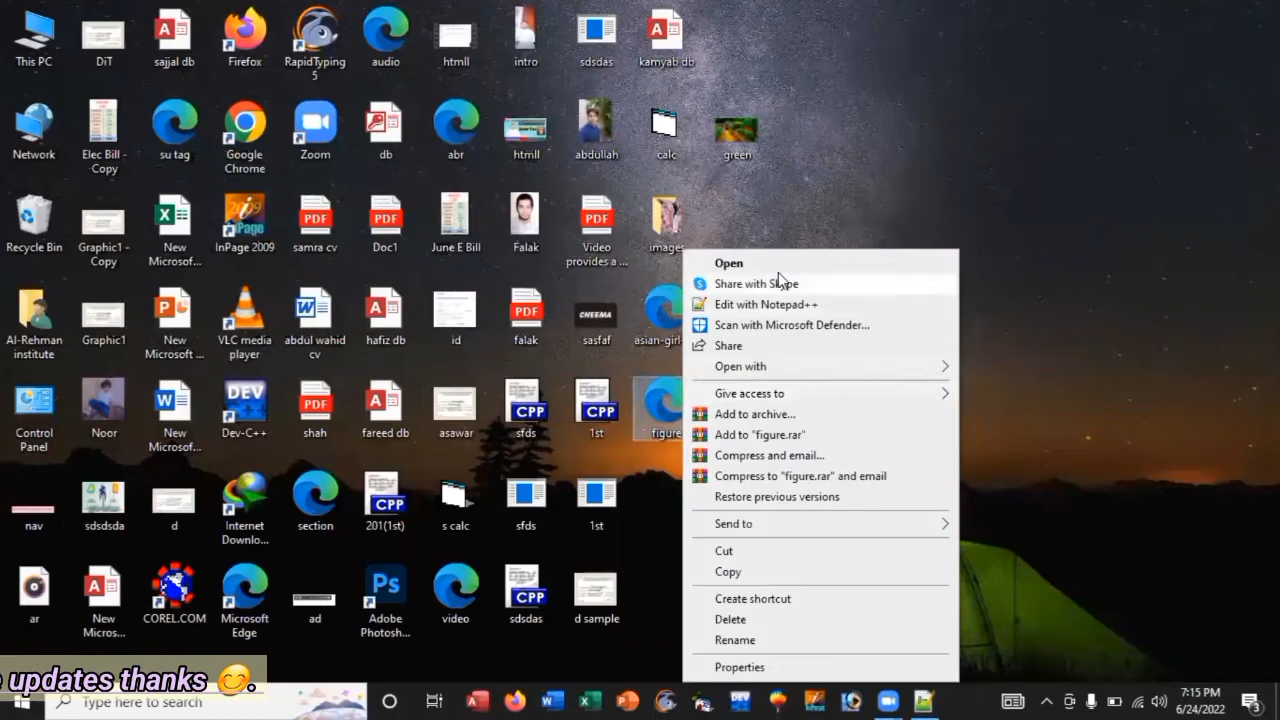 This PC
DiT
sajjal db
Firefox
RapidTyping
5
audio
htmll
intro
sdsdas
kamyab db
Network
Elec Bill -
Copy
su tag
Google
Chrome
Zoom
db
abr
htmll
abdullah
calc
green
Recycle Bin
Graphic1 -
Copy
New
Microsof...
InPage 2009
samra cv
Doc1
June E Bill
Falak
Video
provides a ...
images
Al-Rehman
institute
Graphic1
New
Microsoft ...
VLC media
player
abdul wahid
cv
hafiz db
id
falak
CHEEMA
sasfaf
asian-girl
Control
Panel
Noor
New
Microsof...
Dev-C++
shah
fareed db
asawar
sfds
1st
figure
nav
sdsdsda
d
Internet
Downlo...
section
201(1st)
s calc
sfds
1st
ar
New
Micros...
COREL.COM
Microsoft
Edge
ad
Adobe
Photosh...
video
sdsdas
d sample
Open
Share with Skype
Edit with Notepad++
Scan with Microsoft Defender...
Share
Open with
Give access to
Add to archive...
Add to "figure.rar"
Compress and email...
Compress to "figure.rar" and email
Restore previous versions
Send to
Cut
Copy
Create shortcut
Delete
Rename
Properties
updates thanks 😊.
Type here to search
7:15 PM
6/24/2022